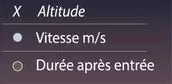 X Altitude
Vitesse m/s
Durée après entrée